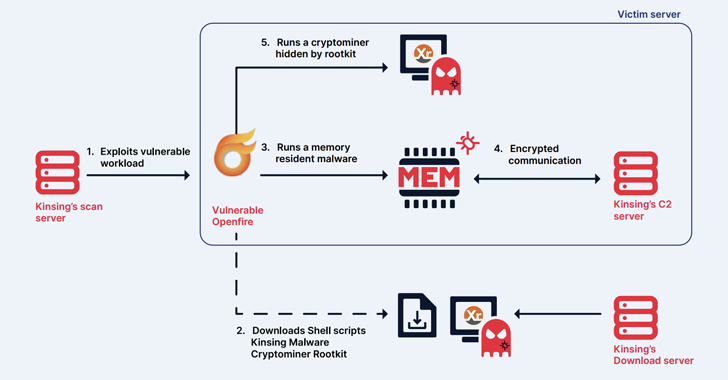 Victim server
5. Runs a cryptominer
hidden by rootkit
Xr
1. Exploits vulnerable
workload
3. Runs a memory
resident malware
MEM
4. Encrypted
communication
Kinsing's scan
server
Vulnerable
Openfire
Kinsing's C2
server
2. Downloads Shell scripts
Kinsing Malware
Cryptominer Rootkit
Xr
Kinsing's
Download server